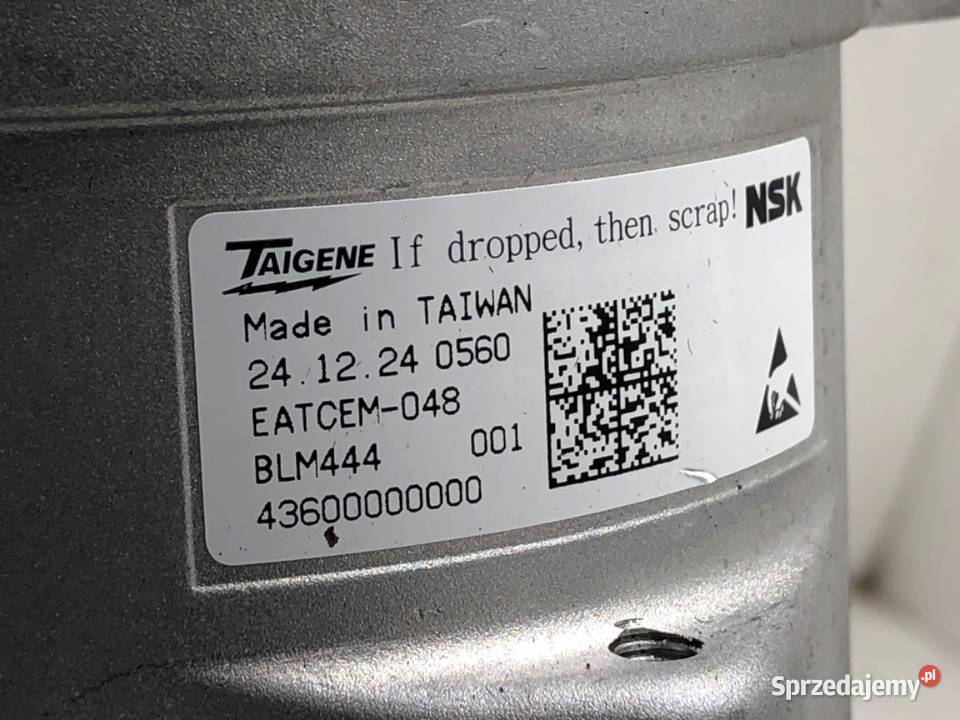 TAIGENE If dropped, then scrap! NSK
Made in TAIWAN
24.12.24 0560
EATCEM-048
BLM444 001
43600000000
Sprzedajemy.pl